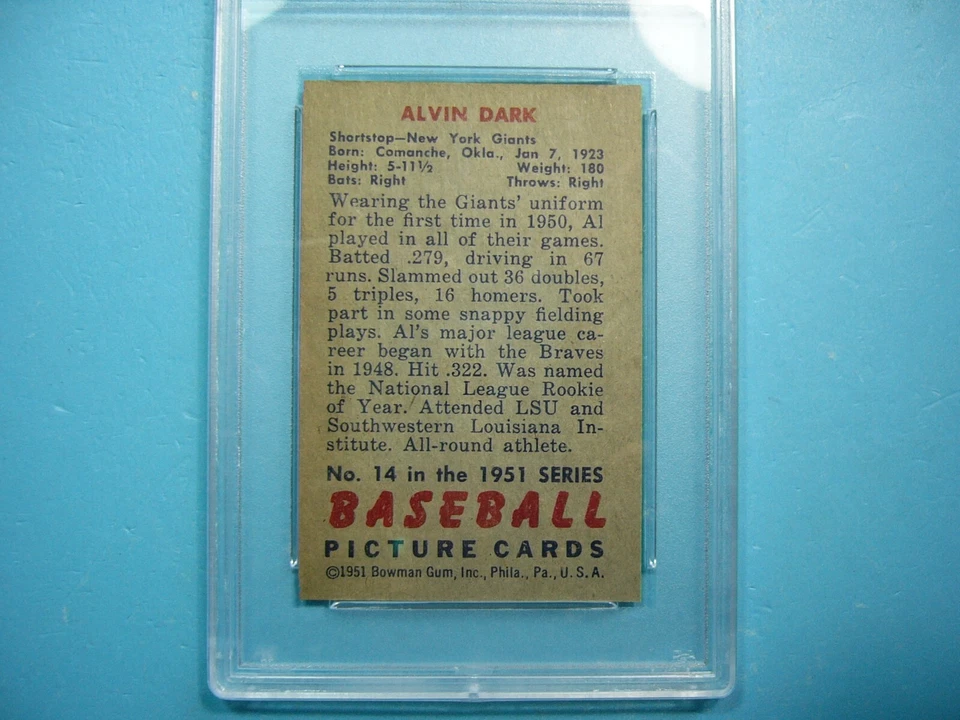 ALVIN DARK
Shortstop—New York Giants
Born: Comanche, Okla., Jan 7, 1923
Height: 5-11½ Weight: 180
Bats: Right Throws: Right
Wearing the Giants' uniform
for the first time in 1950, Al
played in all of their games.
Batted .279, driving in 67
runs. Slammed out 36 doubles,
5 triples, 16 homers. Took
part in some snappy fielding
plays. Al's major league ca-
reer began with the Braves
in 1948. Hit .322. Was named
the National League Rookie
of Year. Attended LSU and
Southwestern Louisiana In-
stitute. All-round athlete.
No. 14 in the 1951 SERIES
BASEBALL
PICTURE CARDS
©1951 Bowman Gum, Inc., Phila., Pa., U.S.A.